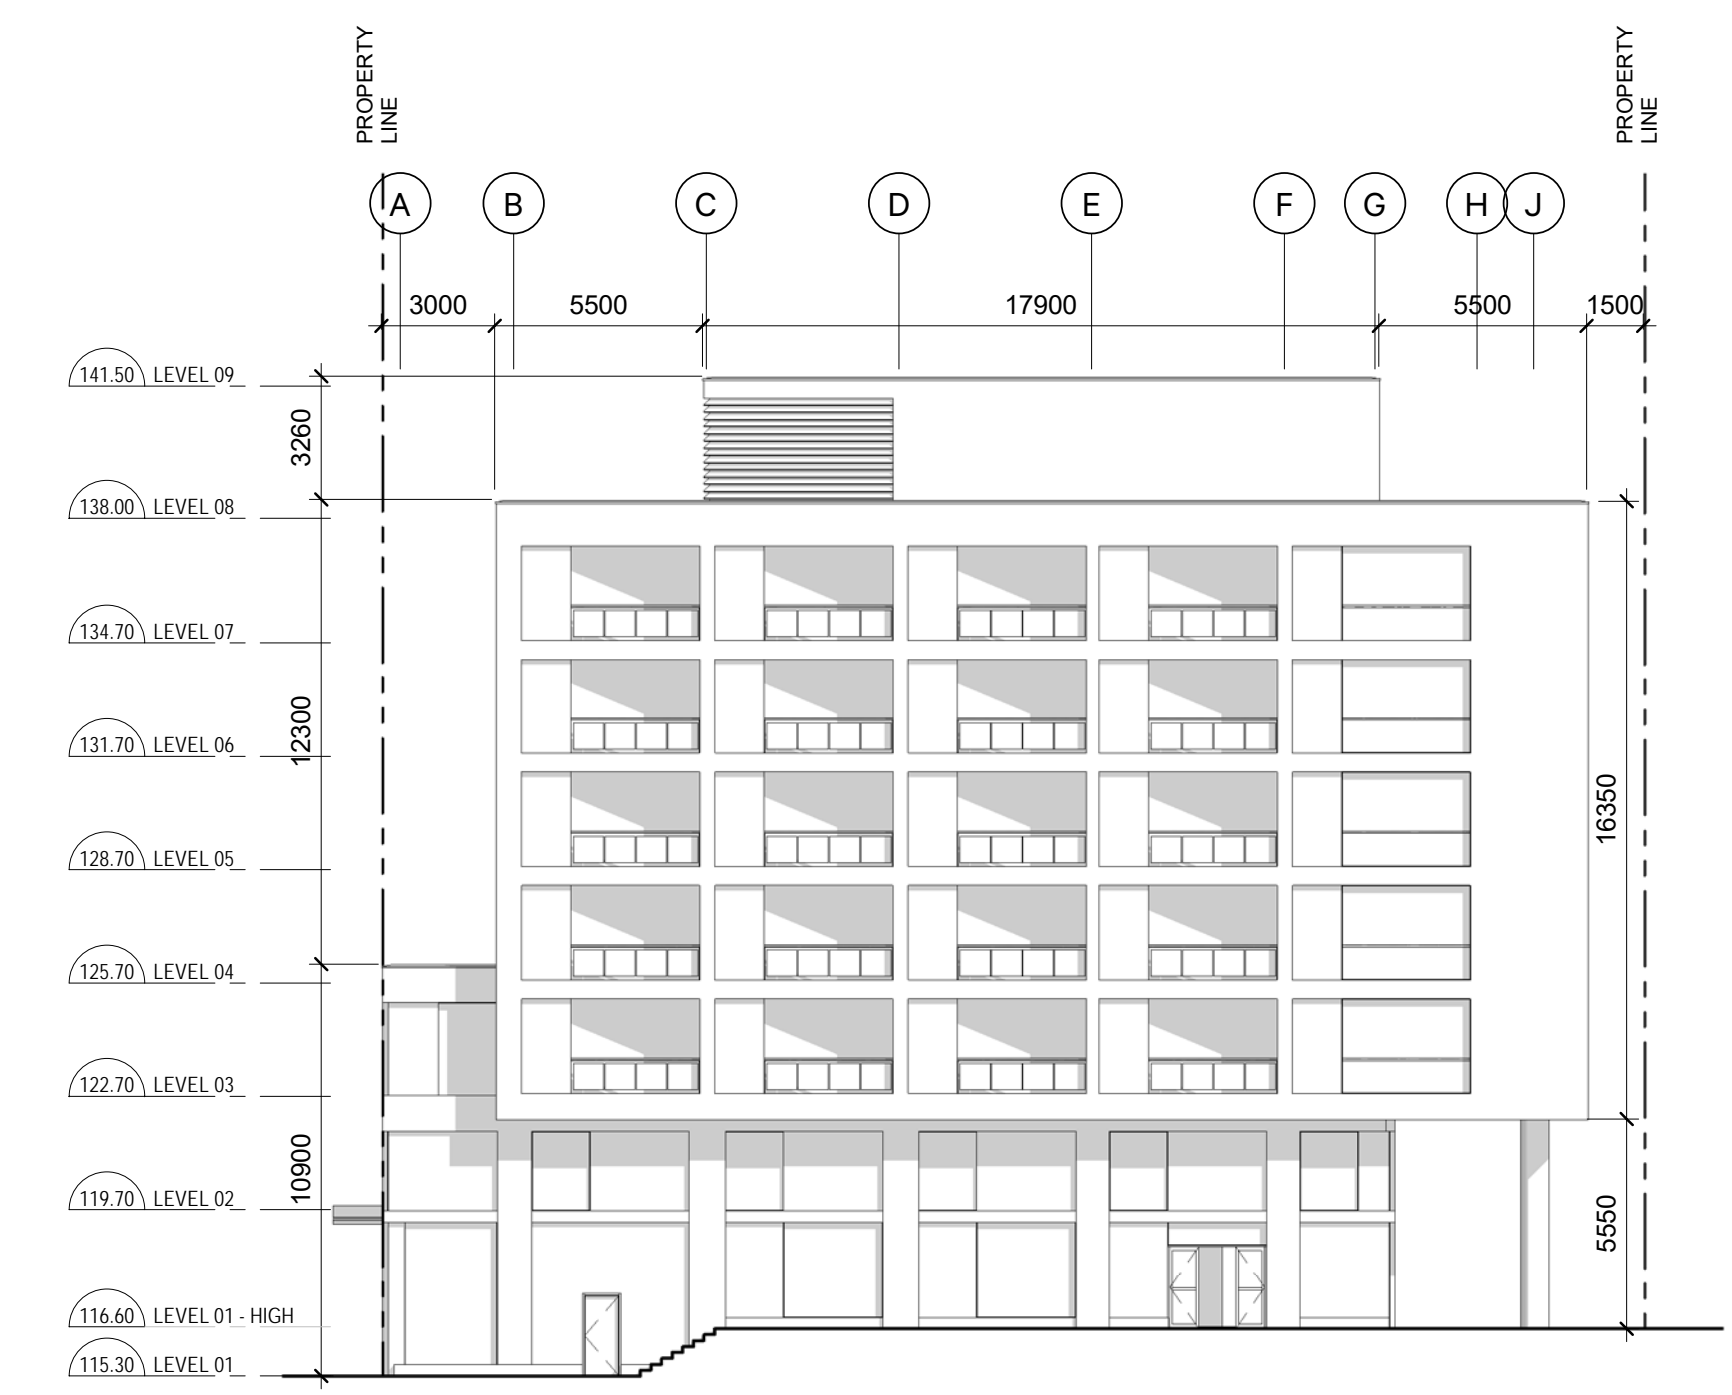 PROPERTY
LINE
PROPERTY
LINE
A
B
C
D
E
F
G
H
J
3000
5500
17900
5500
1500
141.50 LEVEL 09
3260
138.00 LEVEL 08
134.70 LEVEL 07
12300
131.70 LEVEL 06
16350
128.70 LEVEL 05
125.70 LEVEL 04
122.70 LEVEL 03
10900
119.70 LEVEL 02
5550
116.60 LEVEL 01 - HIGH
115.30 LEVEL 01